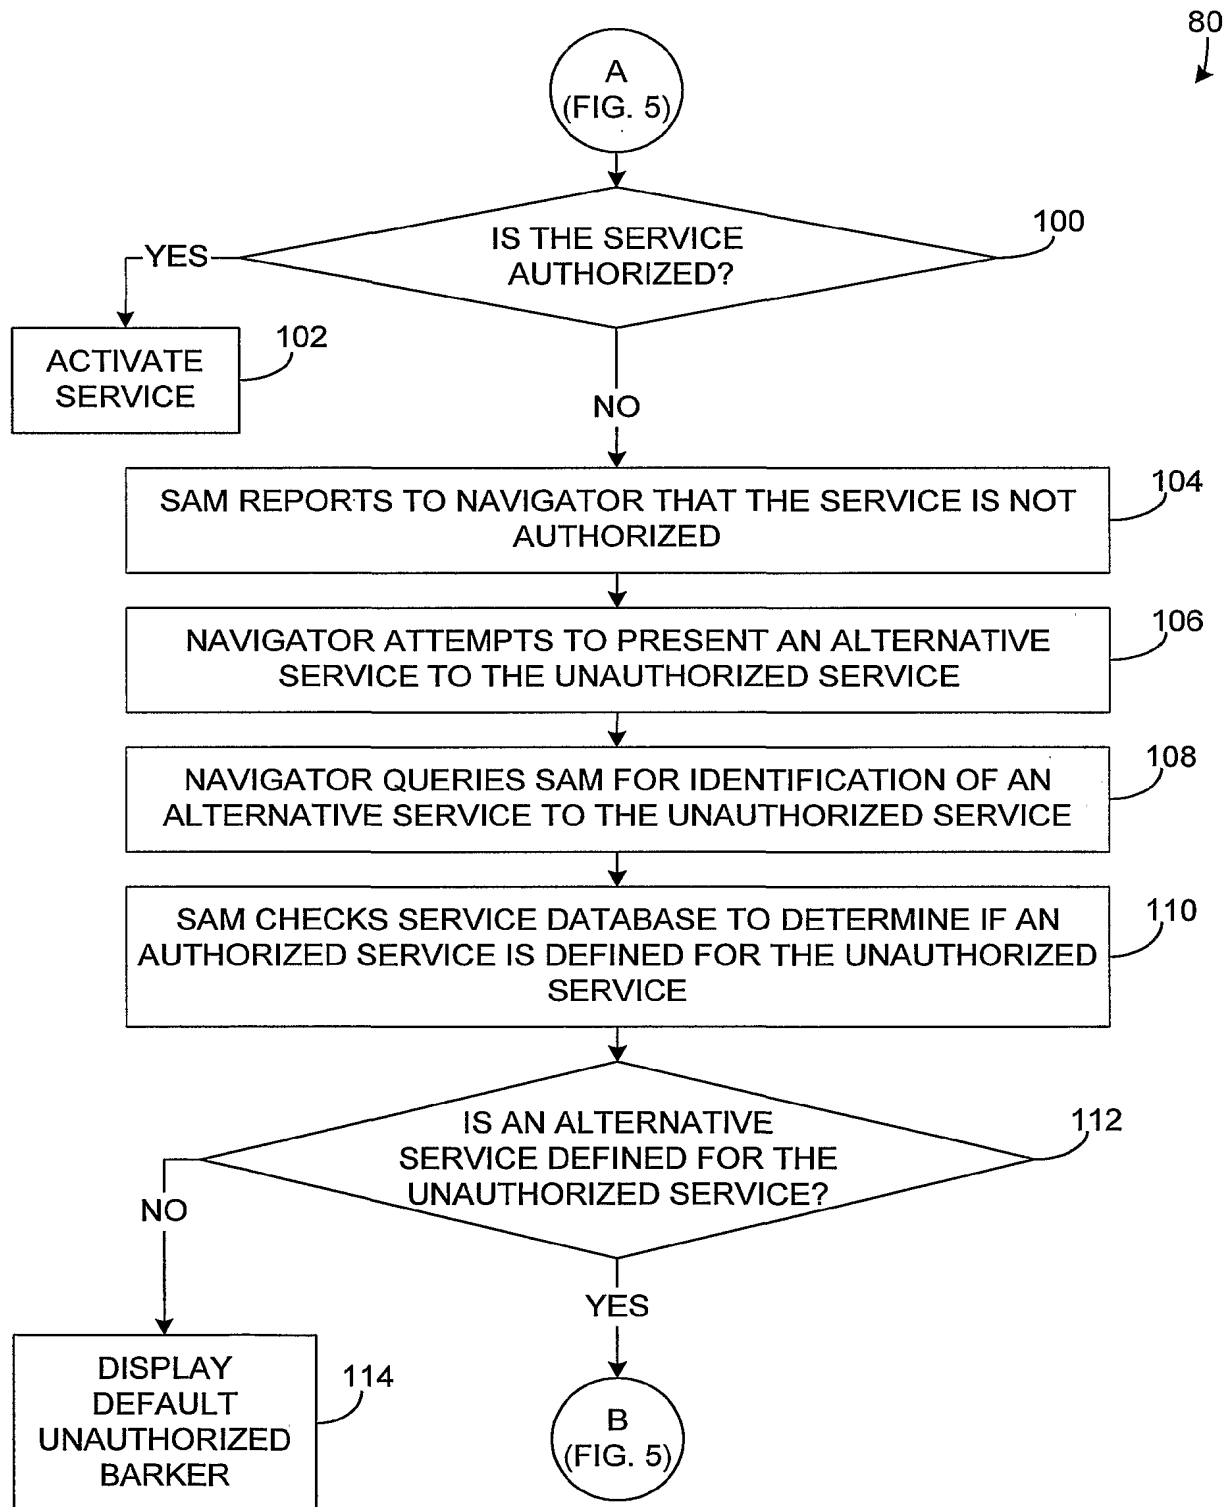 80
A
(FIG. 5)
IS THE SERVICE
AUTHORIZED?
100
YES
ACTIVATE
SERVICE
102
NO
SAM REPORTS TO NAVIGATOR THAT THE SERVICE IS NOT
AUTHORIZED
104
NAVIGATOR ATTEMPTS TO PRESENT AN ALTERNATIVE
SERVICE TO THE UNAUTHORIZED SERVICE
106
NAVIGATOR QUERIES SAM FOR IDENTIFICATION OF AN
ALTERNATIVE SERVICE TO THE UNAUTHORIZED SERVICE
108
SAM CHECKS SERVICE DATABASE TO DETERMINE IF AN
AUTHORIZED SERVICE IS DEFINED FOR THE UNAUTHORIZED
SERVICE
110
IS AN ALTERNATIVE
SERVICE DEFINED FOR THE
UNAUTHORIZED SERVICE?
112
NO
YES
DISPLAY
DEFAULT
UNAUTHORIZED
BARKER
114
B
(FIG. 5)